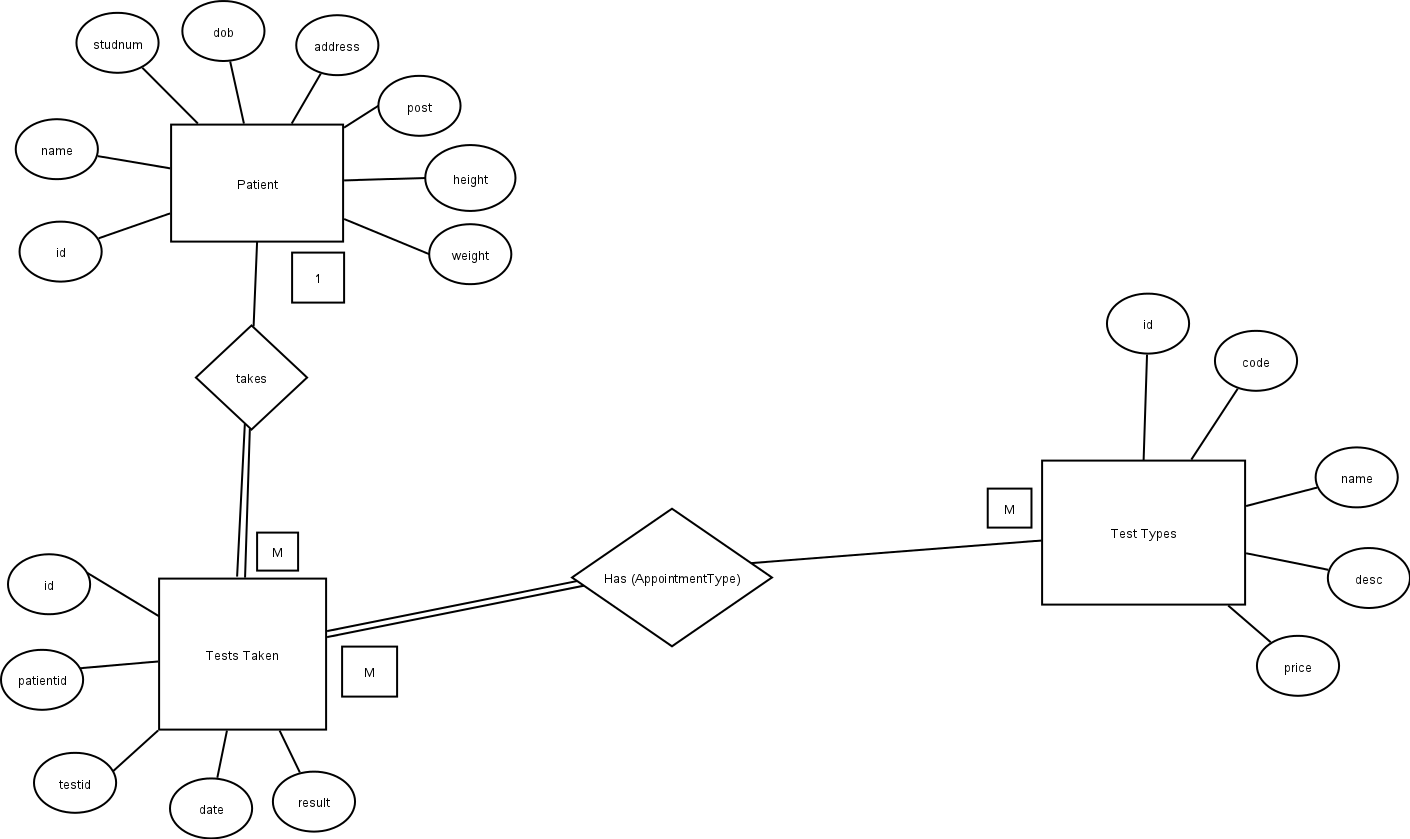 dob
studnum
address
post
name
height
Patient
id
weight
1
id
code
takes
name
M
Test Types
M
Has (AppointmentType)
desc
id
Tests Taken
price
M
patientid
testid
date
result